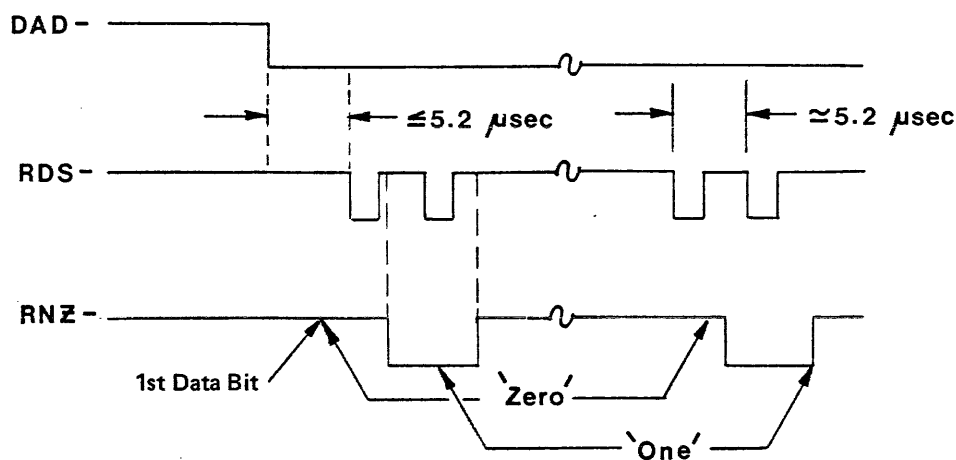 DAD-
≦5.2 μsec
≃5.2 μsec
RDS-
RNZ-
1st Data Bit
'Zero'
'One'